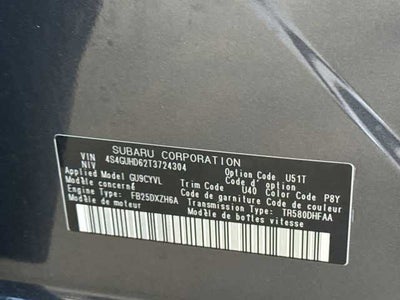 SUBARU CORPORATION
VIN 4S4GUHD62T3724304 Option Code U51T
NIV Code d'option
Applied Model GU9CYVL Trim U40 Color Code P8Y
Modèle concerné Code de garniture Code de couleur
Engine Type FB25DXZH6A Transmission Type TR580DHFAA
Modèle de moteur Modèle de boîtes vitesse